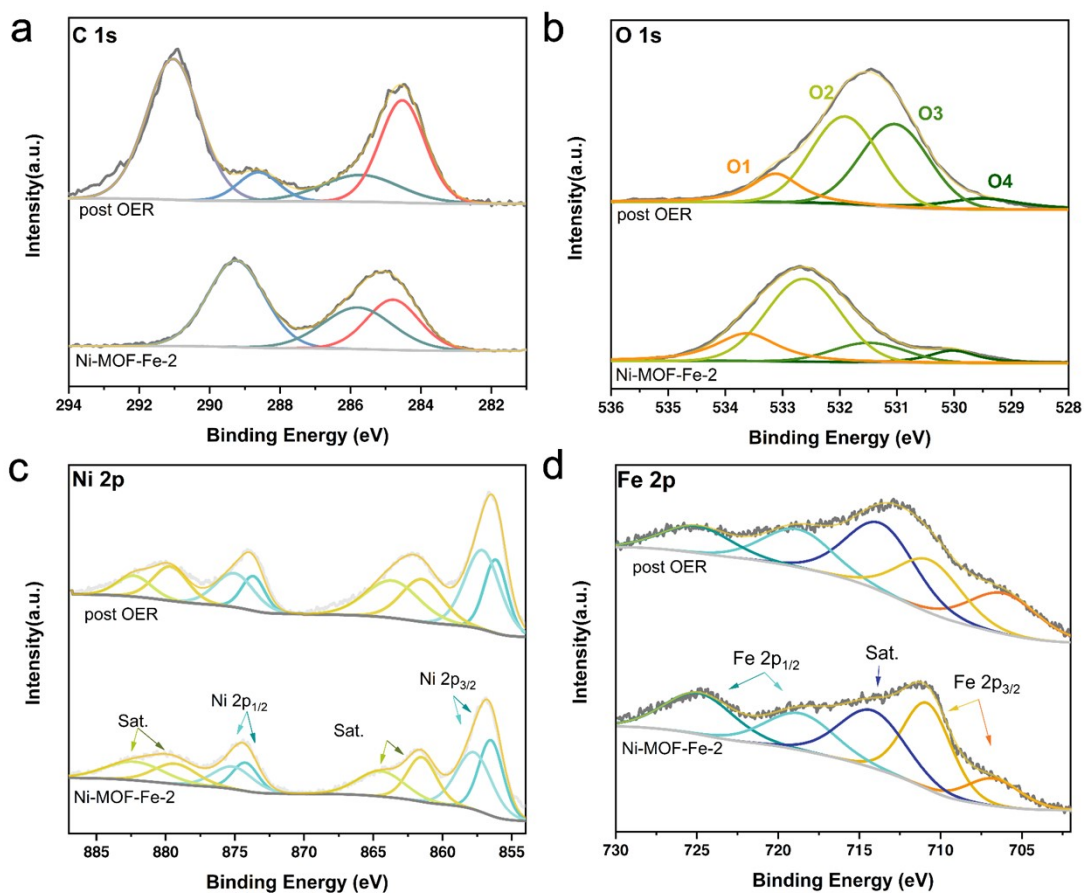 a
C 1s
Intensity(a.u.)
post OER
Ni-MOF-Fe-2
294 292 290 288 286 284 282
Binding Energy (eV)
b
O 1s
Intensity(a.u.)
O1
O2
O3
O4
post OER
Ni-MOF-Fe-2
536 535 534 533 532 531 530 529 528
Binding Energy (eV)
c
Ni 2p
Intensity(a.u.)
post OER
Sat.
Ni 2p1/2
Sat.
Ni 2p3/2
Ni-MOF-Fe-2
885 880 875 870 865 860 855
Binding Energy (eV)
d
Fe 2p
Intensity(a.u.)
post OER
Fe 2p1/2
Sat.
Fe 2p3/2
Ni-MOF-Fe-2
730 725 720 715 710 705
Binding Energy (eV)